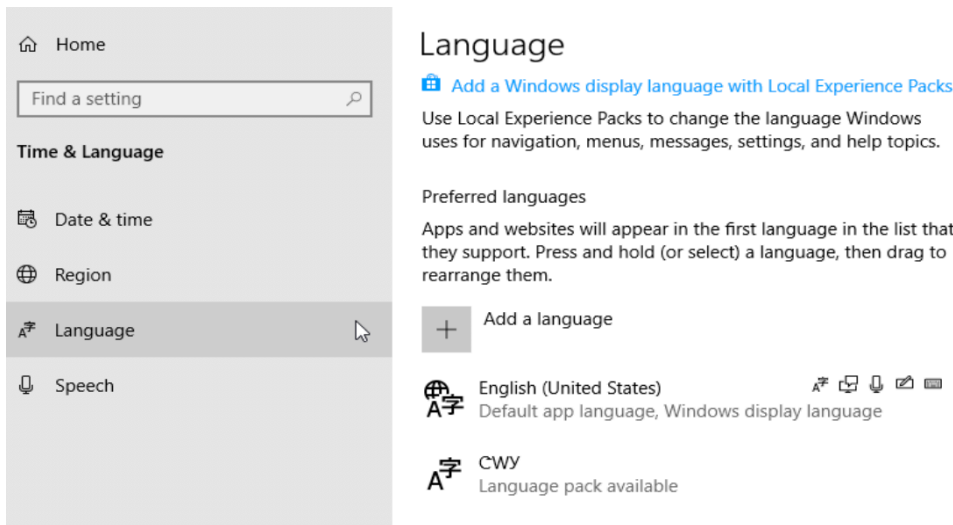 Home
Find a setting
Time & Language
Date & time
Region
Language
Speech
Language
Add a Windows display language with Local Experience Packs
Use Local Experience Packs to change the language Windows
uses for navigation, menus, messages, settings, and help topics.
Preferred languages
Apps and websites will appear in the first language in the list that
they support. Press and hold (or select) a language, then drag to
rearrange them.
Add a language
English (United States)
Default app language, Windows display language
ᏣᎳᎩ
Language pack available